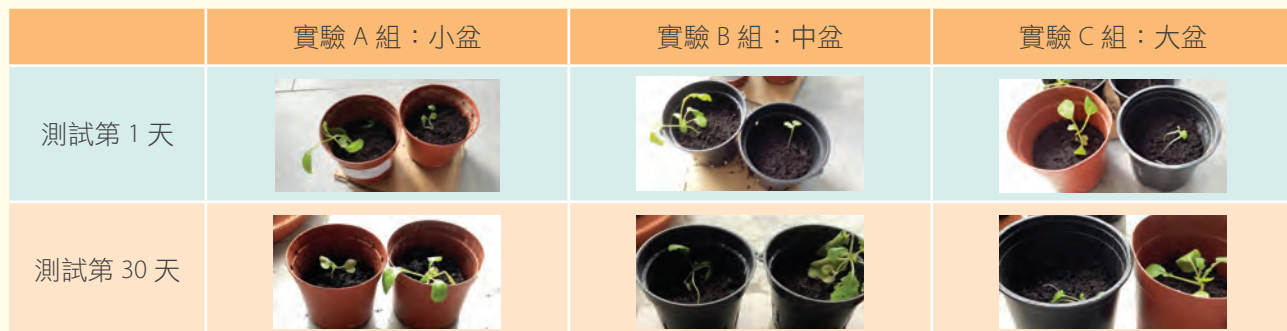 實驗 A 組：小盆
實驗 B 組：中盆
實驗 C 組：大盆
測試第 1 天
測試第 30 天